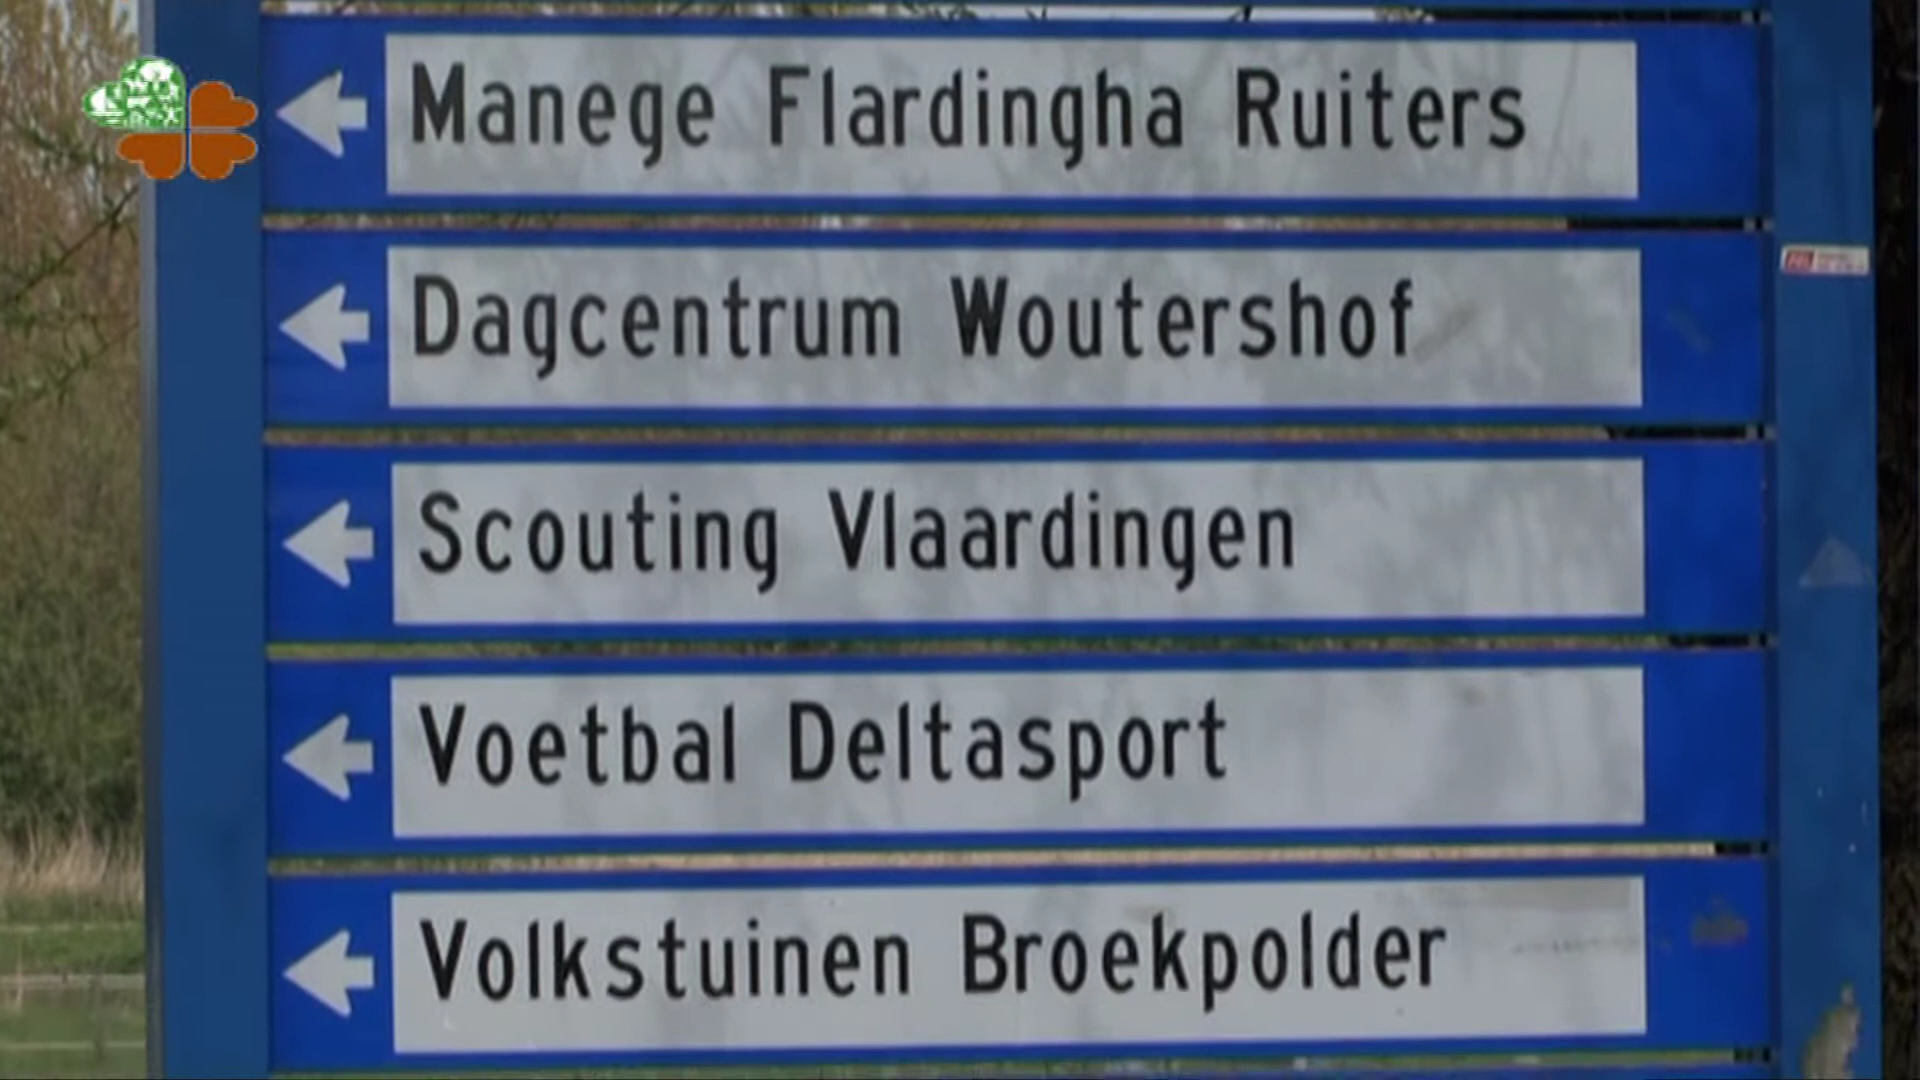 Manege Flardingha Ruiters
Dagcentrum Woutershof
Scouting Vlaardingen
Voetbal Deltasport
Volkstuinen Broekpolder